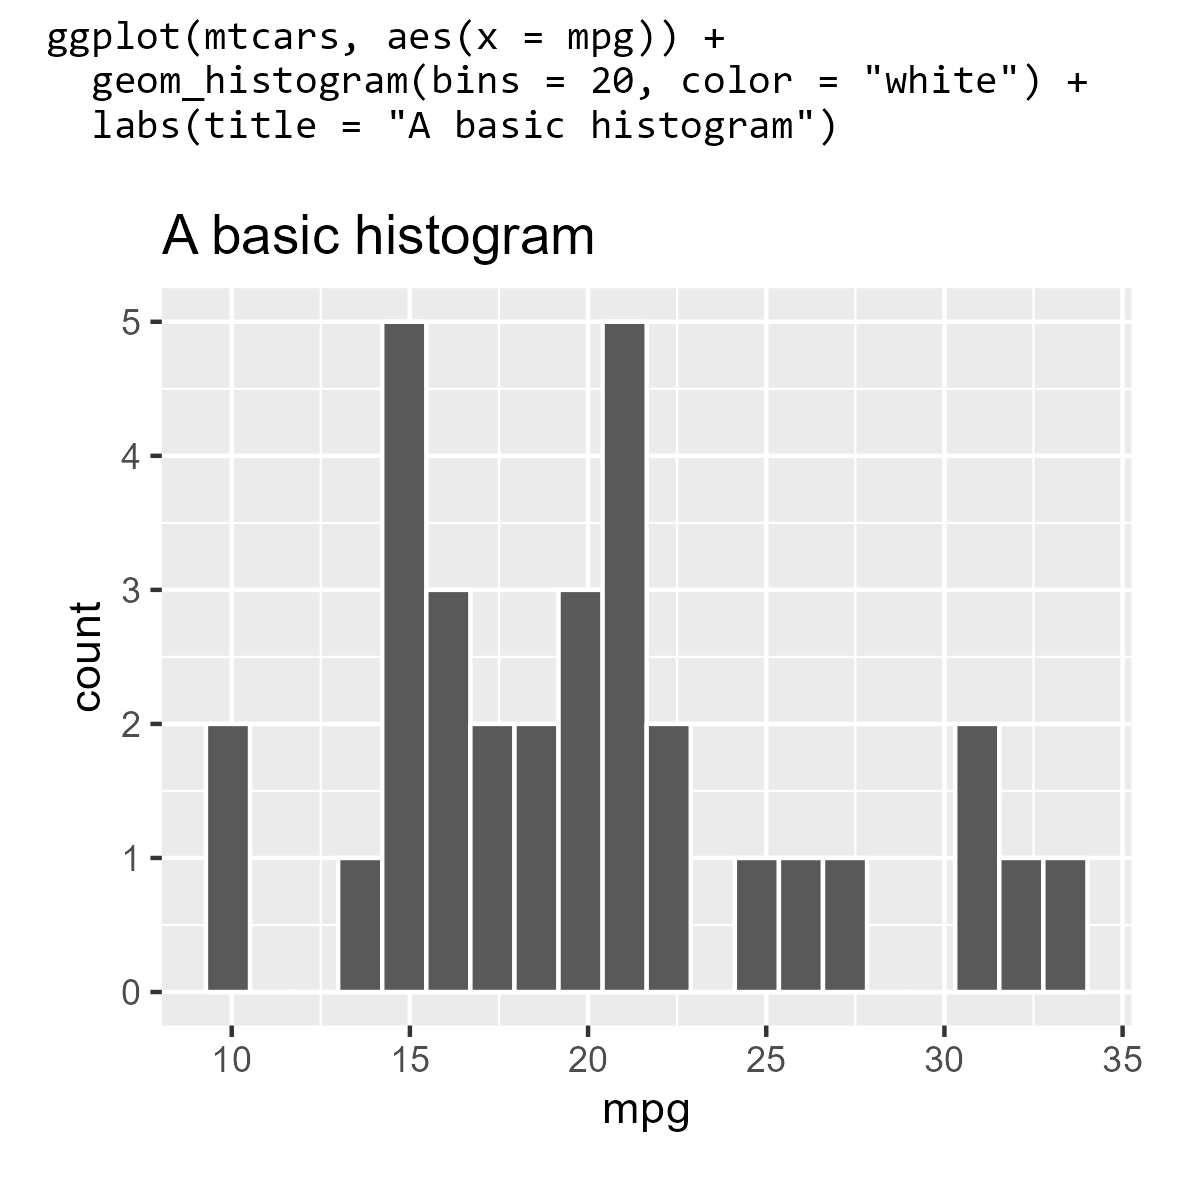 ggplot(mtcars, aes(x = mpg)) +
  geom_histogram(bins = 20, color = "white") +
  labs(title = "A basic histogram")
A basic histogram
5
4
3
2
1
0
count
10 15 20 25 30 35
mpg